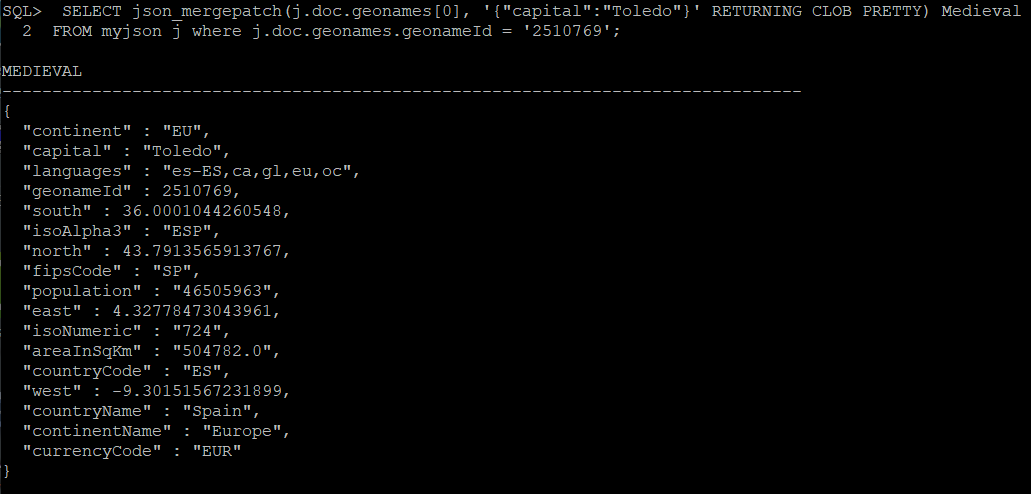 SQL>  SELECT json_mergepatch(j.doc.geonames[0], '{"capital":"Toledo"}' RETURNING CLOB PRETTY) Medieval
  2  FROM myjson j where j.doc.geonames.geonameId = '2510769';
MEDIEVAL
--------------------------------------------------------------------------------
{
  "continent" : "EU",
  "capital" : "Toledo",
  "languages" : "es-ES,ca,gl,eu,oc",
  "geonameId" : 2510769,
  "south" : 36.0001044260548,
  "isoAlpha3" : "ESP",
  "north" : 43.7913565913767,
  "fipsCode" : "SP",
  "population" : "46505963",
  "east" : 4.32778473043961,
  "isoNumeric" : "724",
  "areaInSqKm" : "504782.0",
  "countryCode" : "ES",
  "west" : -9.30151567231899,
  "countryName" : "Spain",
  "continentName" : "Europe",
  "currencyCode" : "EUR"
}